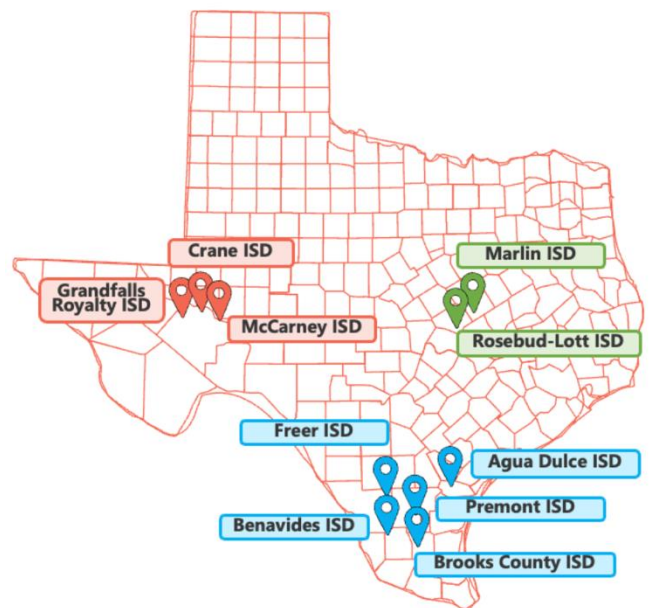 Crane ISD
Marlin ISD
Grandfalls
Royalty ISD
McCarney ISD
Rosebud-Lott ISD
Freer ISD
Agua Dulce ISD
Premont ISD
Benavides ISD
Brooks County ISD